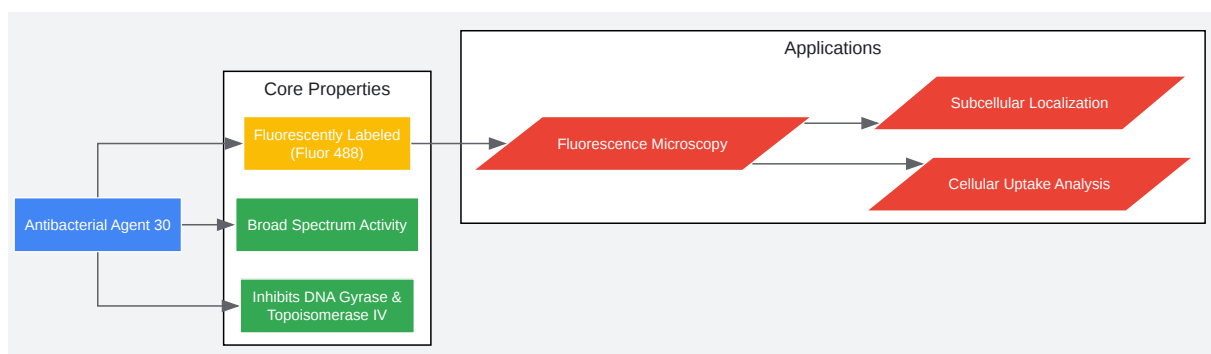 Antibacterial Agent 30
Core Properties
Fluorescently Labeled
(Fluor 488)
Broad Spectrum Activity
Inhibits DNA Gyrase &
Topoisomerase IV
Applications
Fluorescence Microscopy
Subcellular Localization
Cellular Uptake Analysis